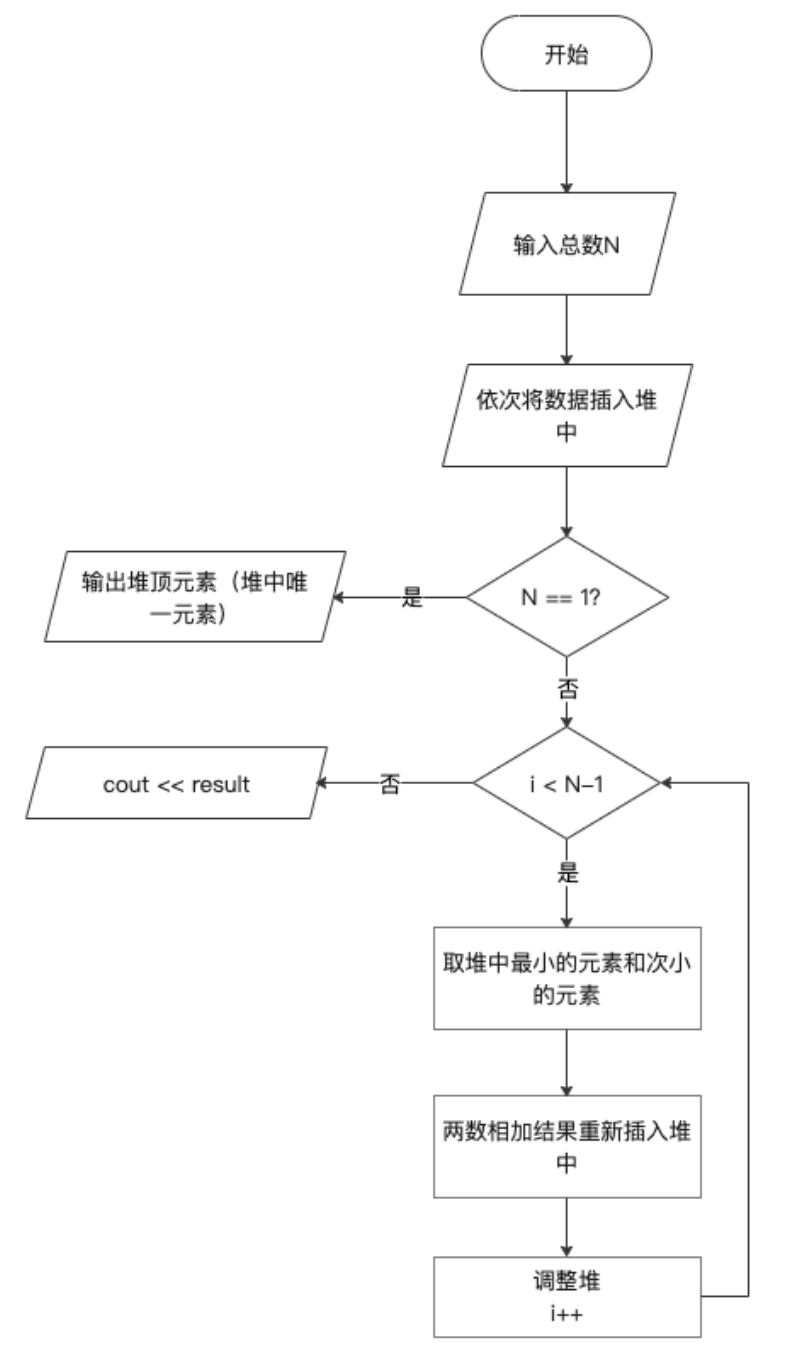 开始
输入总数N
依次将数据插入堆
中
N == 1?
是
输出堆顶元素（堆中唯
一元素）
否
i < N-1
否
cout << result
是
取堆中最小的元素和次小
的元素
两数相加结果重新插入堆
中
调整堆
i++